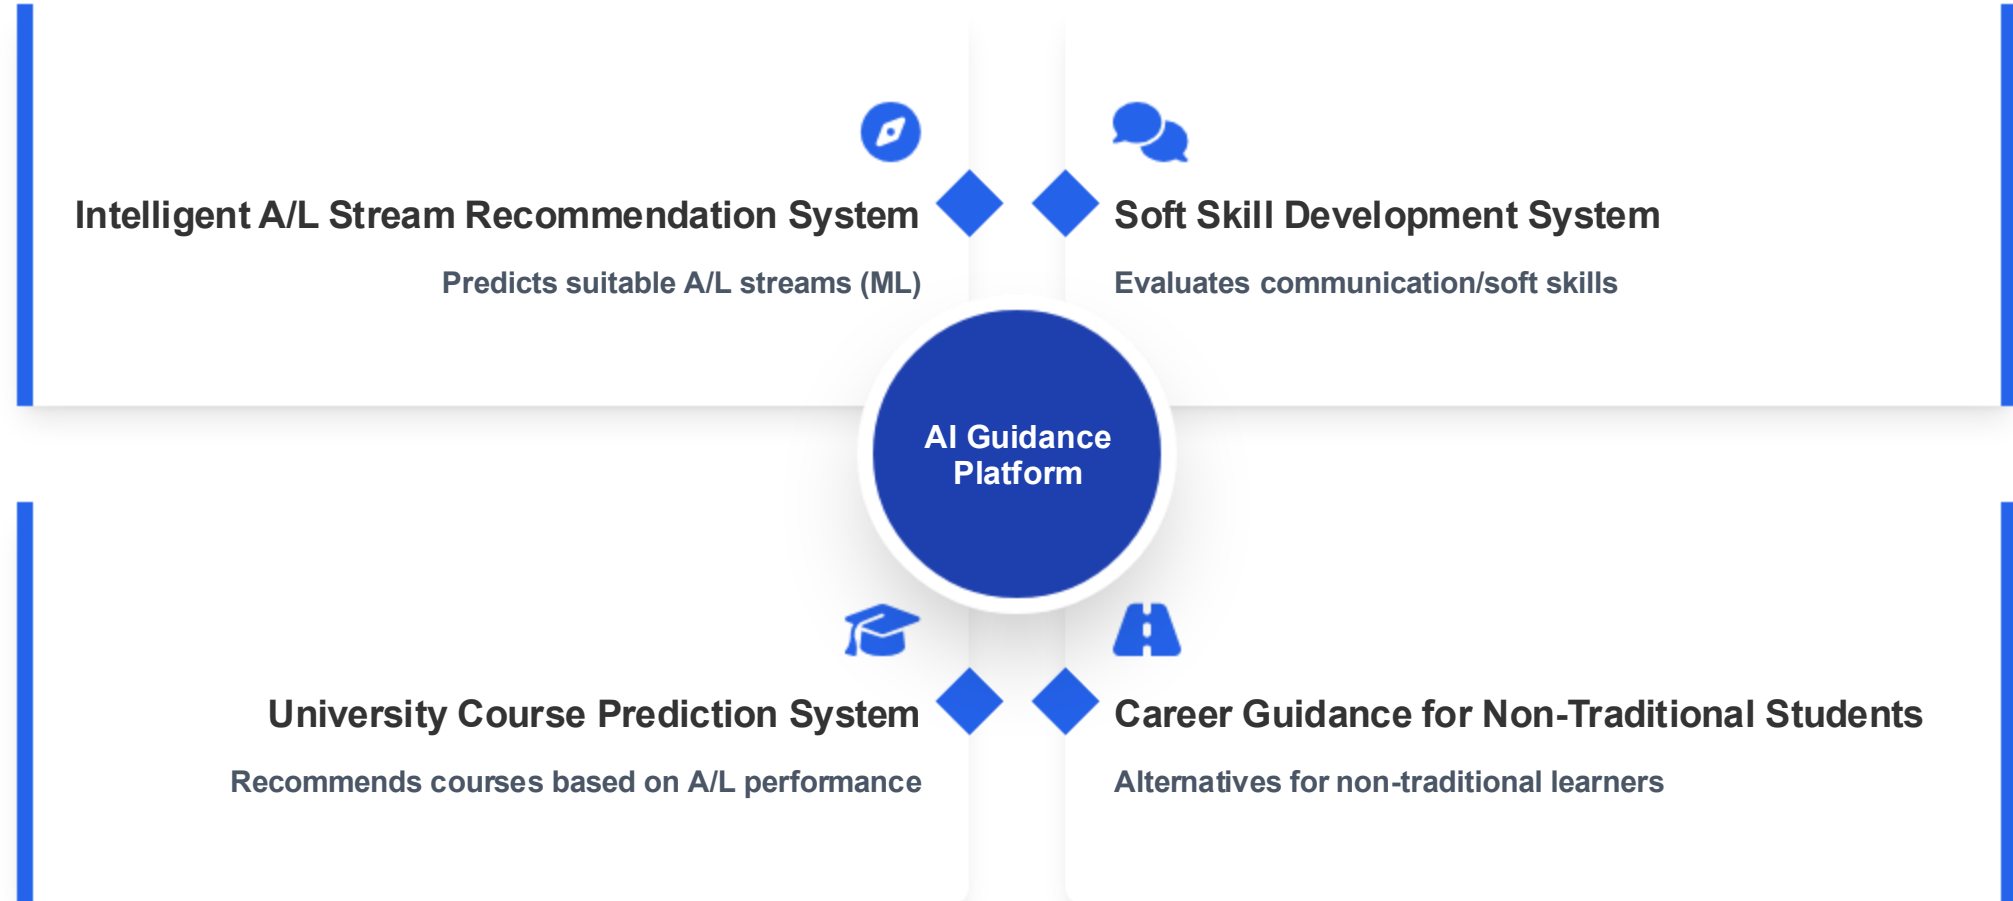 Intelligent A/L Stream Recommendation System
Predicts suitable A/L streams (ML)
Soft Skill Development System
Evaluates communication/soft skills
AI Guidance
Platform
University Course Prediction System
Recommends courses based on A/L performance
Career Guidance for Non-Traditional Students
Alternatives for non-traditional learners